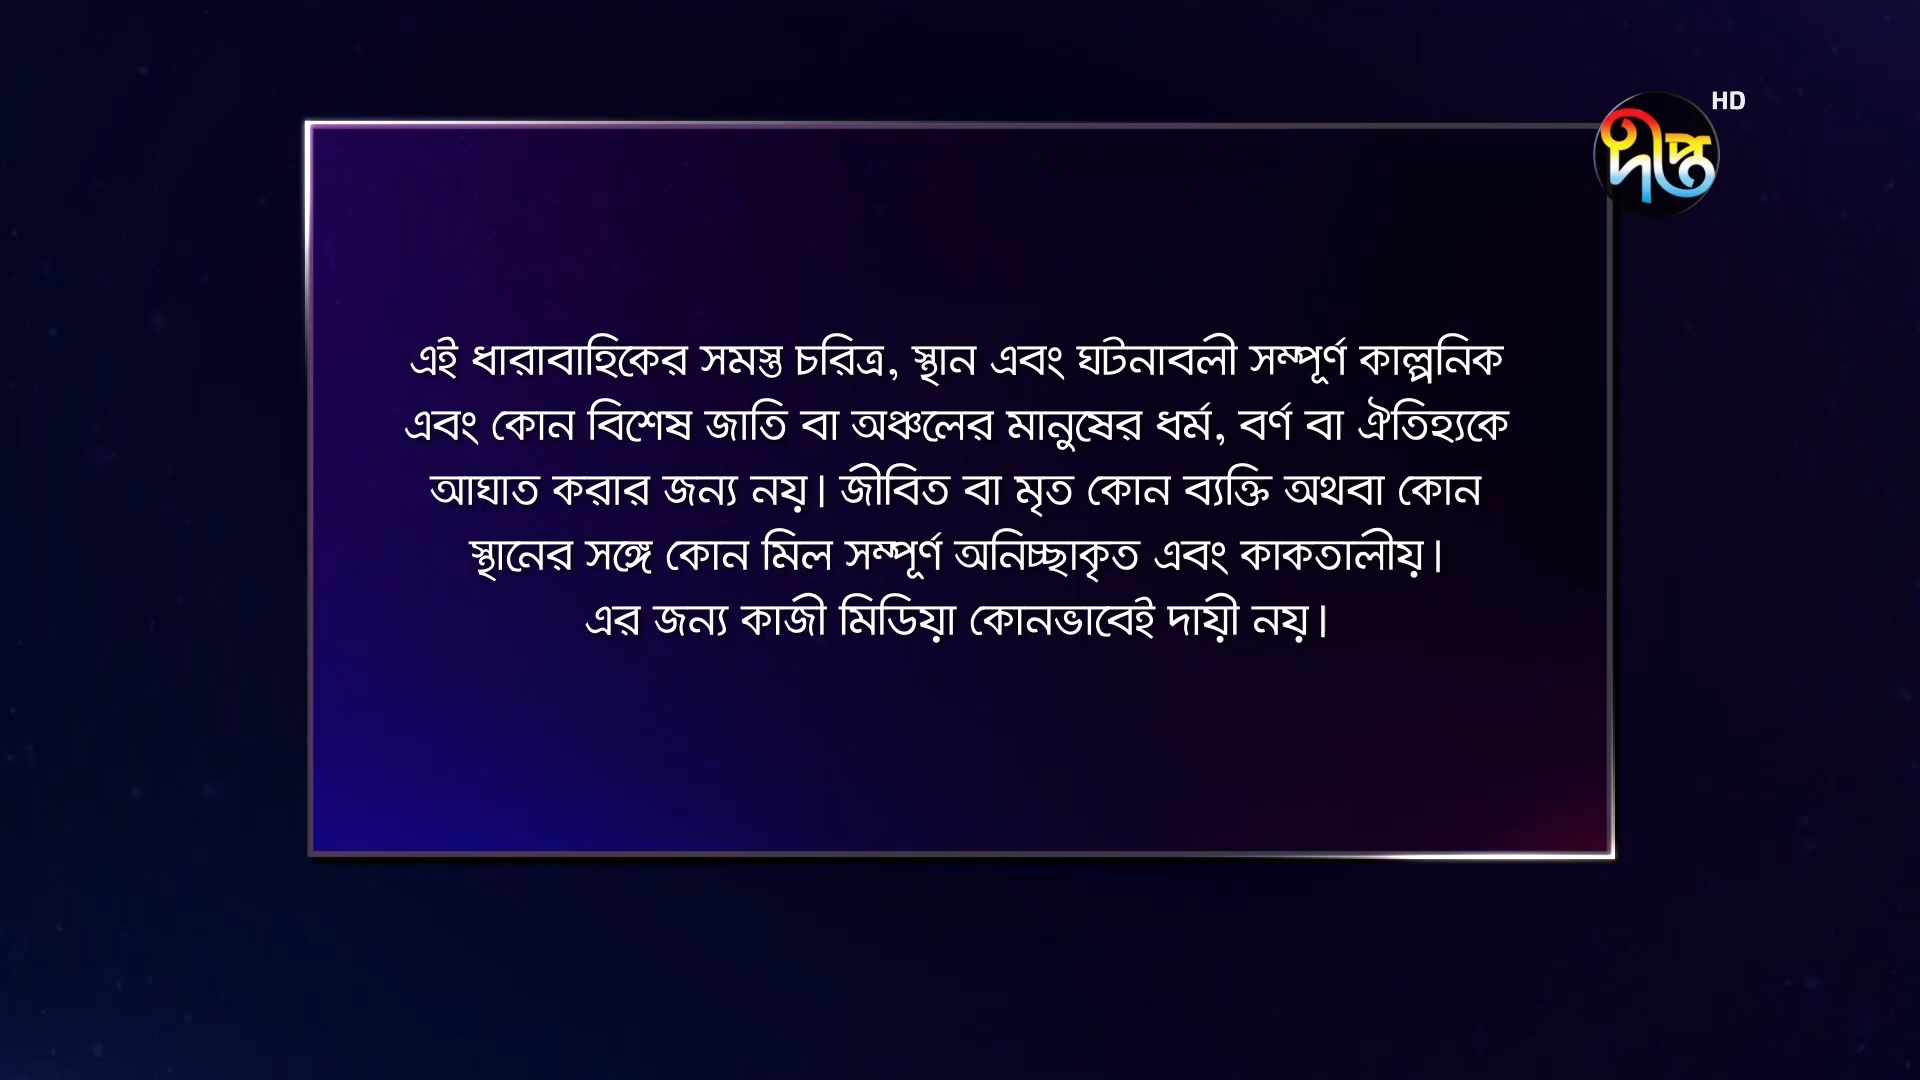 HD
দীপ্ত
এই ধারাবাহিকের সমস্ত চরিত্র, স্থান এবং ঘটনাবলী সম্পূর্ণ কাল্পনিক
এবং কোন বিশেষ জাতি বা অঞ্চলের মানুষের ধর্ম, বর্ণ বা ঐতিহ্যকে
আঘাত করার জন্য নয়। জীবিত বা মৃত কোন ব্যক্তি অথবা কোন
স্থানের সঙ্গে কোন মিল সম্পূর্ণ অনিচ্ছাকৃত এবং কাকতালীয়।
এর জন্য কাজী মিডিয়া কোনভাবেই দায়ী নয়।